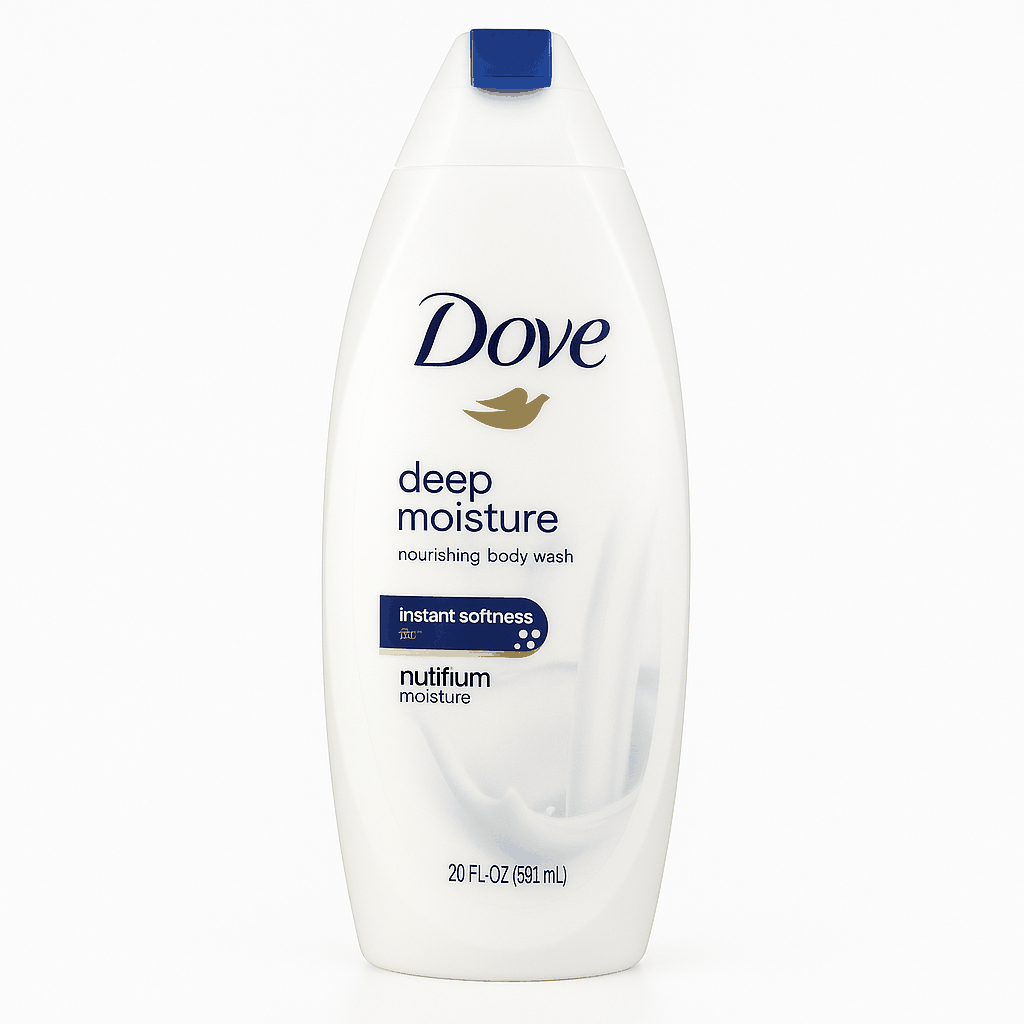 Dove
deep
moisture
nourishing body wash
instant softness
nutifium
moisture
20 FL-OZ (591 mL)